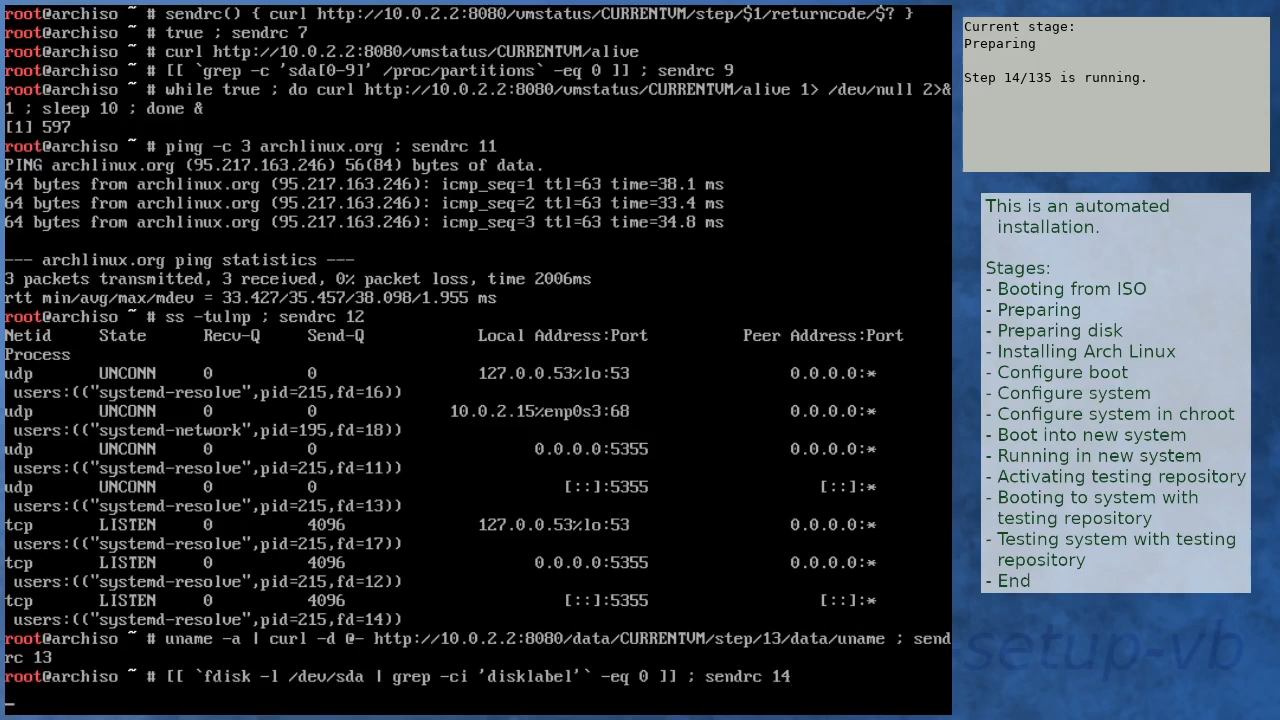 root@archiso ~ # sendrc() { curl http://10.0.2.2:8080/vmstatus/CURRENTVM/step/$1/returncode/$? }
root@archiso ~ # true ; sendrc 7
root@archiso ~ # curl http://10.0.2.2:8080/vmstatus/CURRENTVM/alive
root@archiso ~ # [[ `grep -c 'sda[0-9]' /proc/partitions` -eq 0 ]] ; sendrc 9
root@archiso ~ # while true ; do curl http://10.0.2.2:8080/vmstatus/CURRENTVM/alive 1> /dev/null 2>&
1 ; sleep 10 ; done &
[1] 597
root@archiso ~ # ping -c 3 archlinux.org ; sendrc 11
PING archlinux.org (95.217.163.246) 56(84) bytes of data.
64 bytes from archlinux.org (95.217.163.246): icmp_seq=1 ttl=63 time=38.1 ms
64 bytes from archlinux.org (95.217.163.246): icmp_seq=2 ttl=63 time=33.4 ms
64 bytes from archlinux.org (95.217.163.246): icmp_seq=3 ttl=63 time=34.8 ms
--- archlinux.org ping statistics ---
3 packets transmitted, 3 received, 0% packet loss, time 2006ms
rtt min/avg/max/mdev = 33.427/35.457/38.098/1.955 ms
root@archiso ~ # ss -tulnp ; sendrc 12
Netid State Recv-Q Send-Q Local Address:Port Peer Address:Port
Process
udp UNCONN 0 0 127.0.0.53%lo:53 0.0.0.0:*
users:(("systemd-resolve",pid=215,fd=16))
udp UNCONN 0 0 10.0.2.15%enp0s3:68 0.0.0.0:*
users:(("systemd-network",pid=195,fd=18))
udp UNCONN 0 0 0.0.0.0:5355 0.0.0.0:*
users:(("systemd-resolve",pid=215,fd=11))
udp UNCONN 0 0 [::]:5355 [::]:*
users:(("systemd-resolve",pid=215,fd=13))
tcp LISTEN 0 4096 127.0.0.53%lo:53 0.0.0.0:*
users:(("systemd-resolve",pid=215,fd=17))
tcp LISTEN 0 4096 0.0.0.0:5355 0.0.0.0:*
users:(("systemd-resolve",pid=215,fd=12))
tcp LISTEN 0 4096 [::]:5355 [::]:*
users:(("systemd-resolve",pid=215,fd=14))
root@archiso ~ # uname -a | curl -d @- http://10.0.2.2:8080/data/CURRENTVM/step/13/data/uname ; send
rc 13
root@archiso ~ # [[ `fdisk -l /dev/sda | grep -ci 'disklabel'` -eq 0 ]] ; sendrc 14
_
Current stage:
Preparing
Step 14/135 is running.
This is an automated
installation.
Stages:
- Booting from ISO
- Preparing
- Preparing disk
- Installing Arch Linux
- Configure boot
- Configure system
- Configure system in chroot
- Boot into new system
- Running in new system
- Activating testing repository
- Booting to system with
testing repository
- Testing system with testing
repository
- End
setup-vb